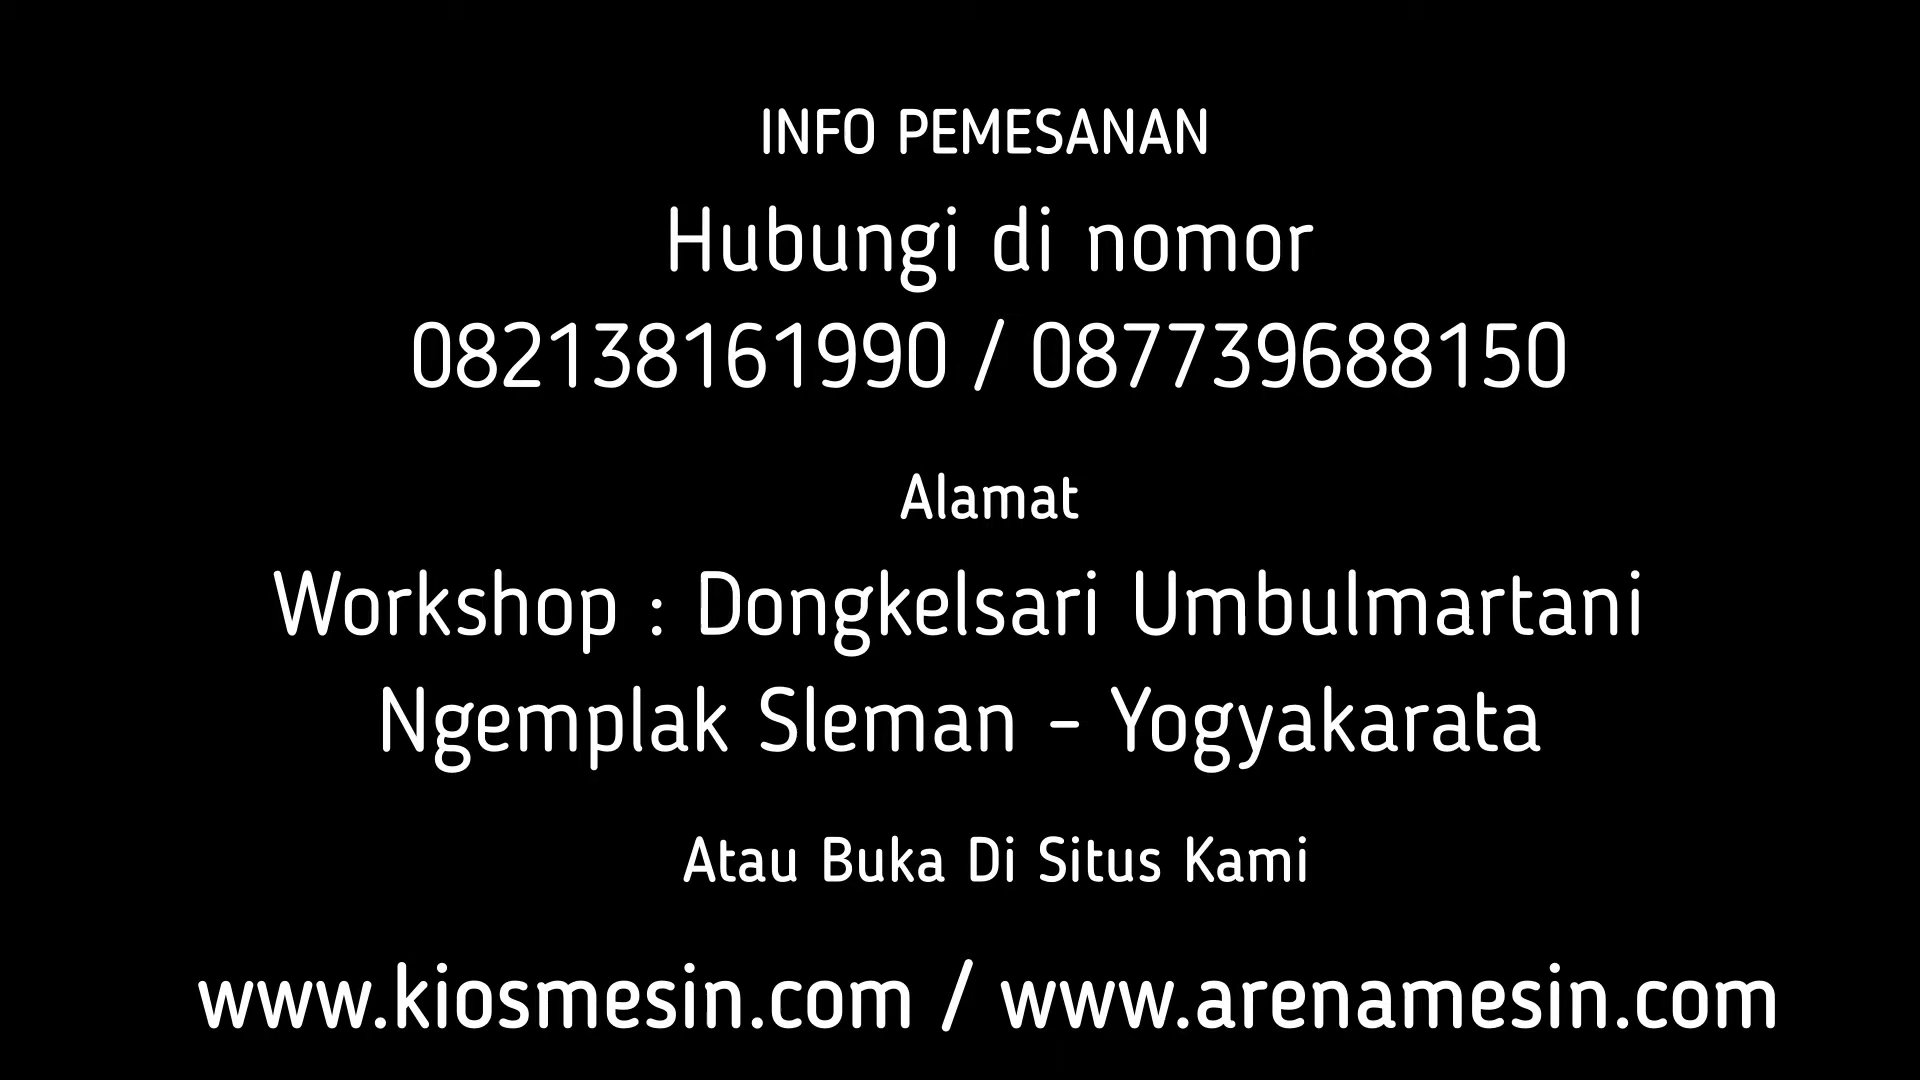 INFO PEMESANAN
Hubungi di nomor
082138161990 / 087739688150
Alamat
Workshop : Dongkelsari Umbulmartani
Ngemplak Sleman - Yogyakarata
Atau Buka Di Situs Kami
www.kiosmesin.com / www.arenamesin.com